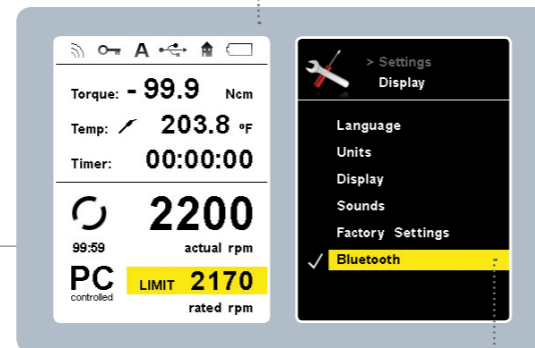 A
Torque: - 99.9 Ncm
Temp: 203.8 °F
Timer: 00:00:00
2200
99:59 actual rpm
PC LIMIT 2170
controlled
rated rpm
> Settings
Display
Language
Units
Display
Sounds
Factory Settings
Bluetooth